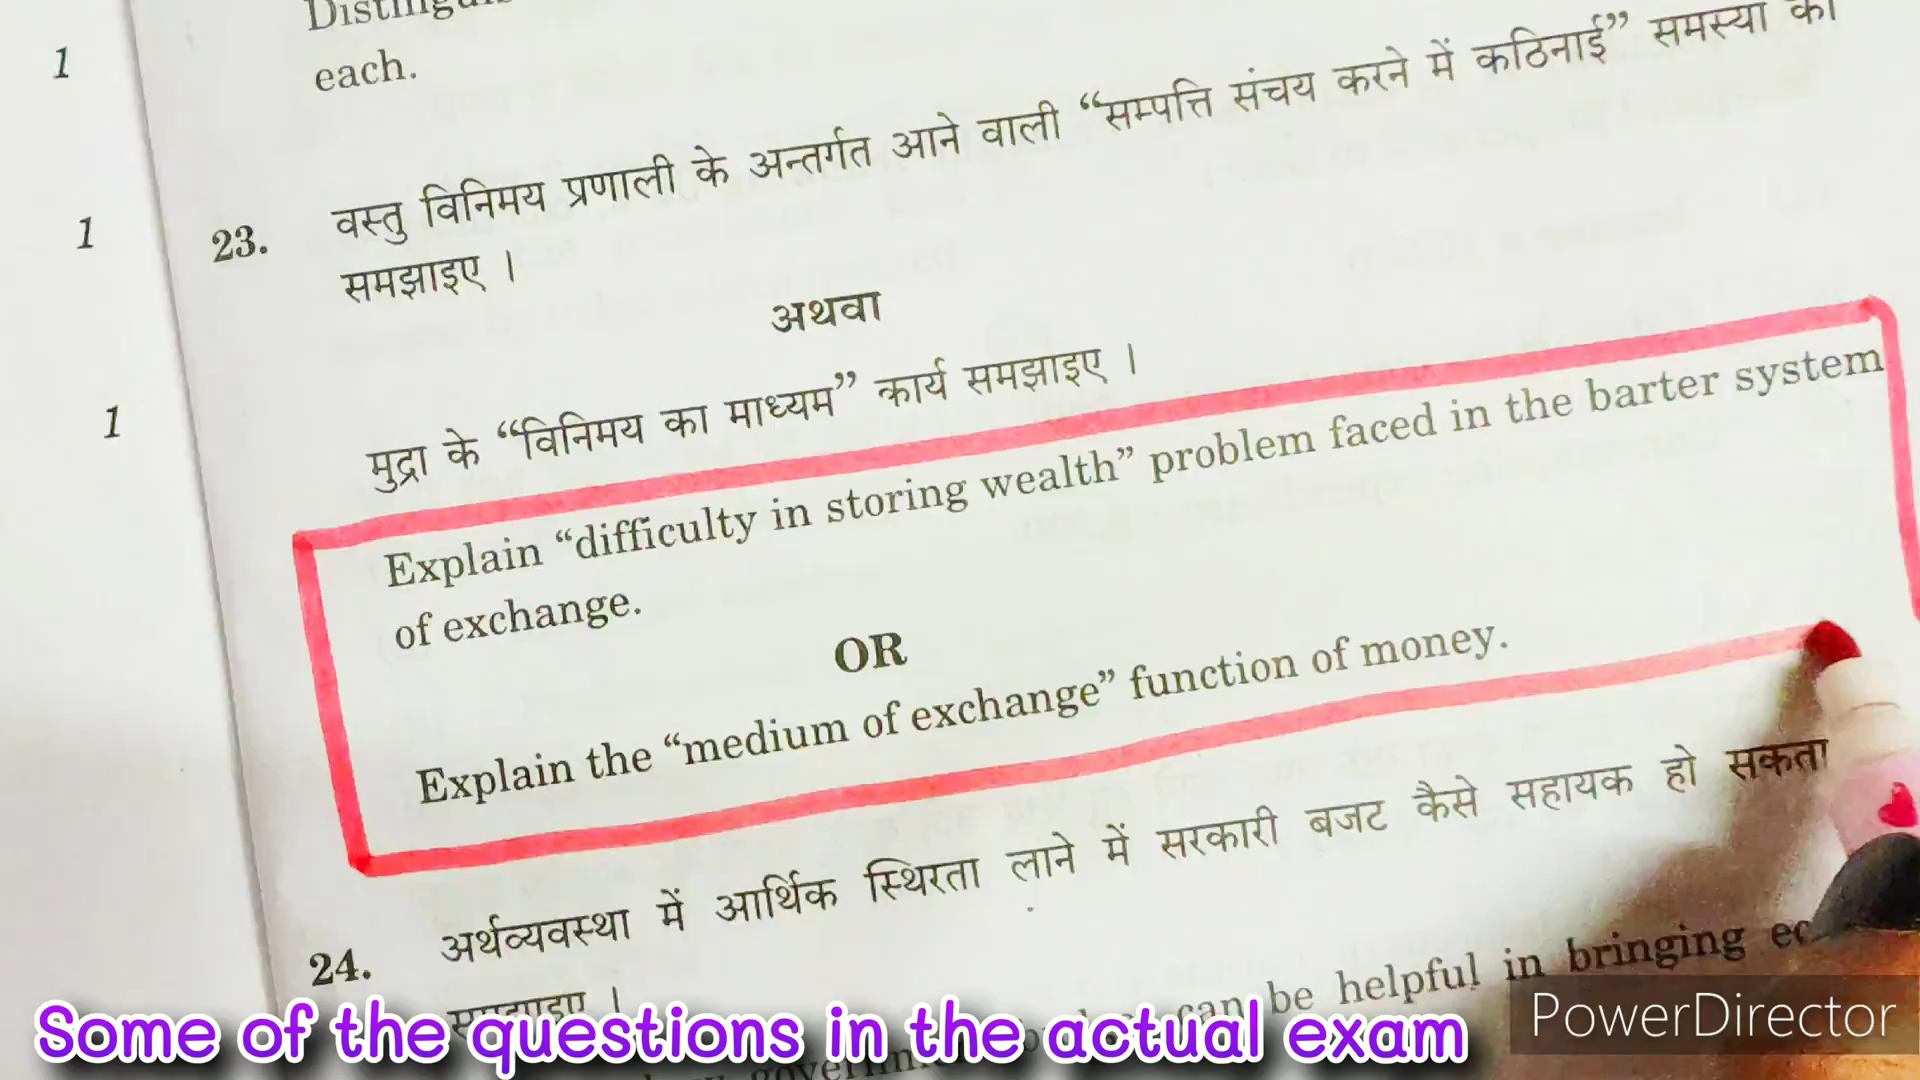 1
each.
1
23.
वस्तु विनिमय प्रणाली के अन्तर्गत आने वाली “सम्पत्ति संचय करने में कठिनाई” समस्या को
समझाइए ।
अथवा
1
मुद्रा के “विनिमय का माध्यम” कार्य समझाइए ।
Explain “difficulty in storing wealth” problem faced in the barter system
of exchange.
OR
Explain the “medium of exchange” function of money.
24.
अर्थव्यवस्था में आर्थिक स्थिरता लाने में सरकारी बजट कैसे सहायक हो सकता
can be helpful in bringing
Some of the questions in the actual exam
PowerDirector